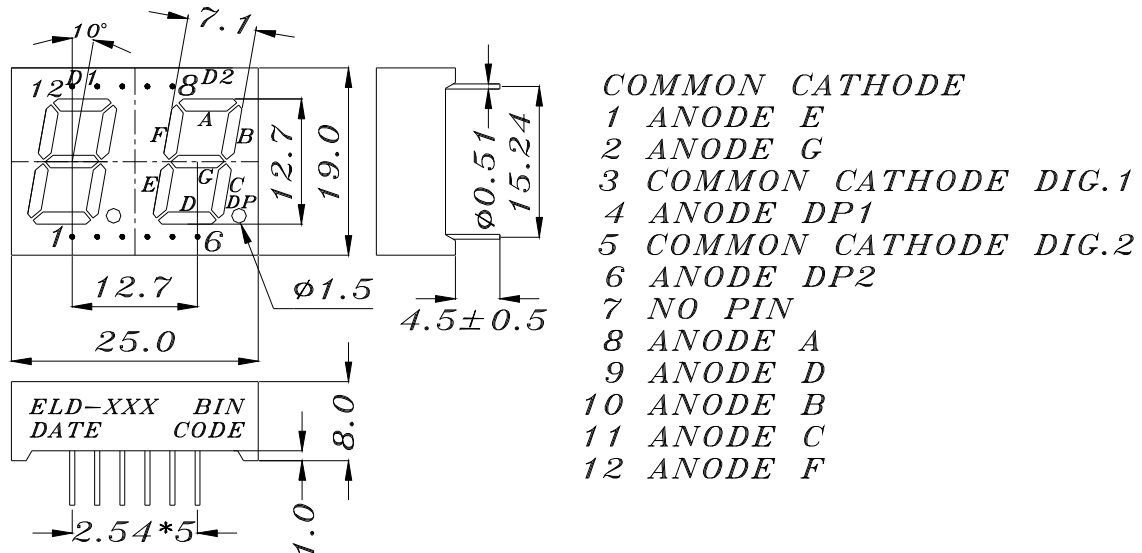 10°
7.1
12 D1 8 D2
F A B
E G C
D DP
1 6
12.7
19.0
12.7
ø1.5
25.0
ø0.51
15.24
4.5±0.5
ELD-XXX BIN
DATE CODE
8.0
1.0
2.54*5
COMMON CATHODE
1 ANODE E
2 ANODE G
3 COMMON CATHODE DIG.1
4 ANODE DP1
5 COMMON CATHODE DIG.2
6 ANODE DP2
7 NO PIN
8 ANODE A
9 ANODE D
10 ANODE B
11 ANODE C
12 ANODE F